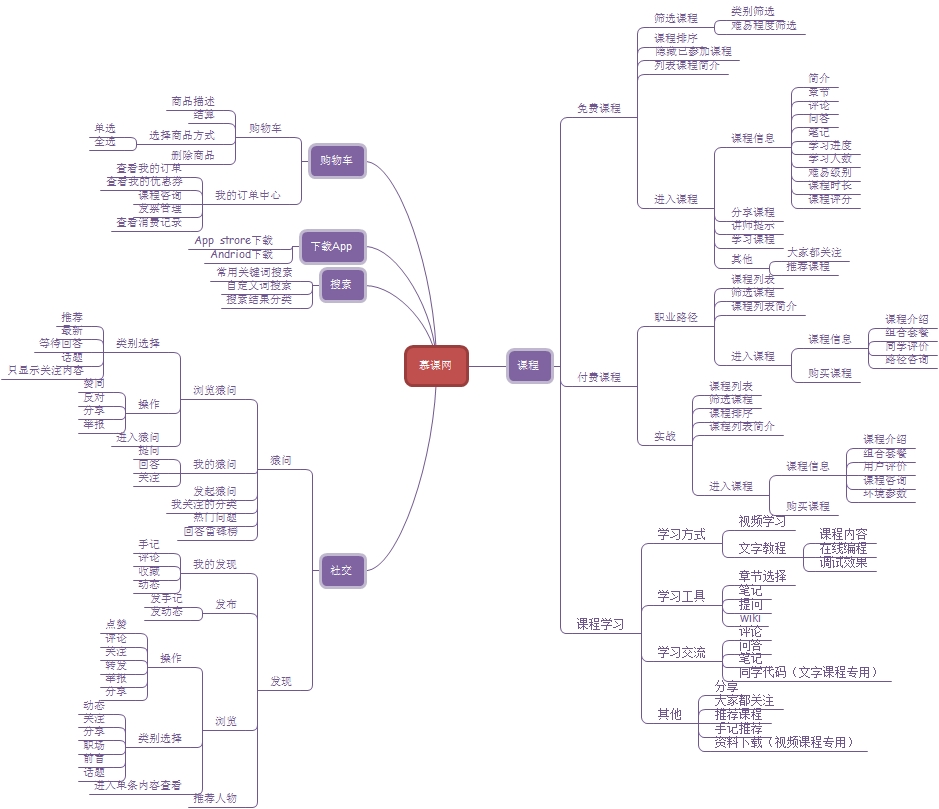 慕课网
购物车
购物车
商品描述
结算
选择商品方式
单选
全选
删除商品
我的订单中心
查看我的订单
查看我的优惠券
课程咨询
发票管理
查看消费记录
下载App
App strore下载
Andriod下载
搜索
常用关键词搜索
自定义词搜索
搜索结果分类
社交
猿问
浏览猿问
类别选择
推荐
最新
等待回答
话题
只显示关注内容
操作
赞同
反对
分享
举报
进入猿问
我的猿问
提问
回答
关注
发起猿问
我关注的分类
热门问题
回答雷锋榜
发现
我的发现
手记
评论
收藏
动态
发布
发手记
发动态
浏览
操作
点赞
评论
关注
转发
举报
分享
类别选择
动态
关注
分享
职场
前言
话题
进入单条内容查看
推荐人物
课程
免费课程
筛选课程
类别筛选
难易程度筛选
课程排序
隐藏已参加课程
列表课程简介
进入课程
课程信息
简介
章节
评论
问答
笔记
学习进度
学习人数
难易级别
课程时长
课程评分
分享课程
讲师提示
学习课程
其他
大家都关注
推荐课程
付费课程
职业路径
课程列表
筛选课程
课程列表简介
进入课程
课程信息
课程介绍
组合套餐
同学评价
路径咨询
购买课程
实战
课程列表
筛选课程
课程排序
课程列表简介
进入课程
课程信息
课程介绍
组合套餐
用户评价
课程咨询
环境参数
购买课程
课程学习
学习方式
视频学习
文字教程
课程内容
在线编程
调试效果
学习工具
章节选择
笔记
提问
wiki
学习交流
评论
问答
笔记
同学代码（文字课程专用）
其他
分享
大家都关注
推荐课程
手记推荐
资料下载（视频课程专用）